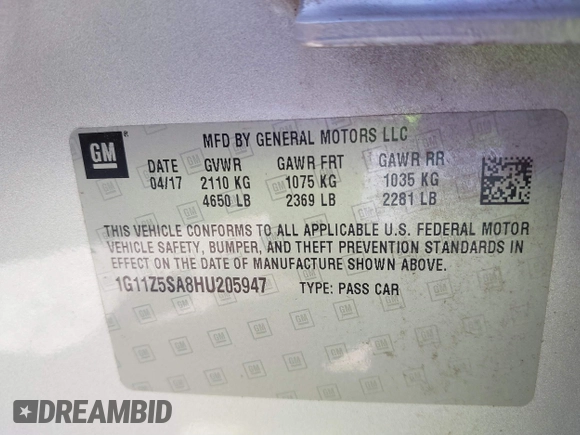 GM
MFD BY GENERAL MOTORS LLC
DATE GVWR GAWR FRT GAWR RR
04/17 2110 KG 1075 KG 1035 KG
4650 LB 2369 LB 2281 LB
THIS VEHICLE CONFORMS TO ALL APPLICABLE U.S. FEDERAL MOTOR
VEHICLE SAFETY, BUMPER, AND THEFT PREVENTION STANDARDS IN
EFFECT ON THE DATE OF MANUFACTURE SHOWN ABOVE.
1G11Z5SA8HU205947 TYPE: PASS CAR
DREAMBID